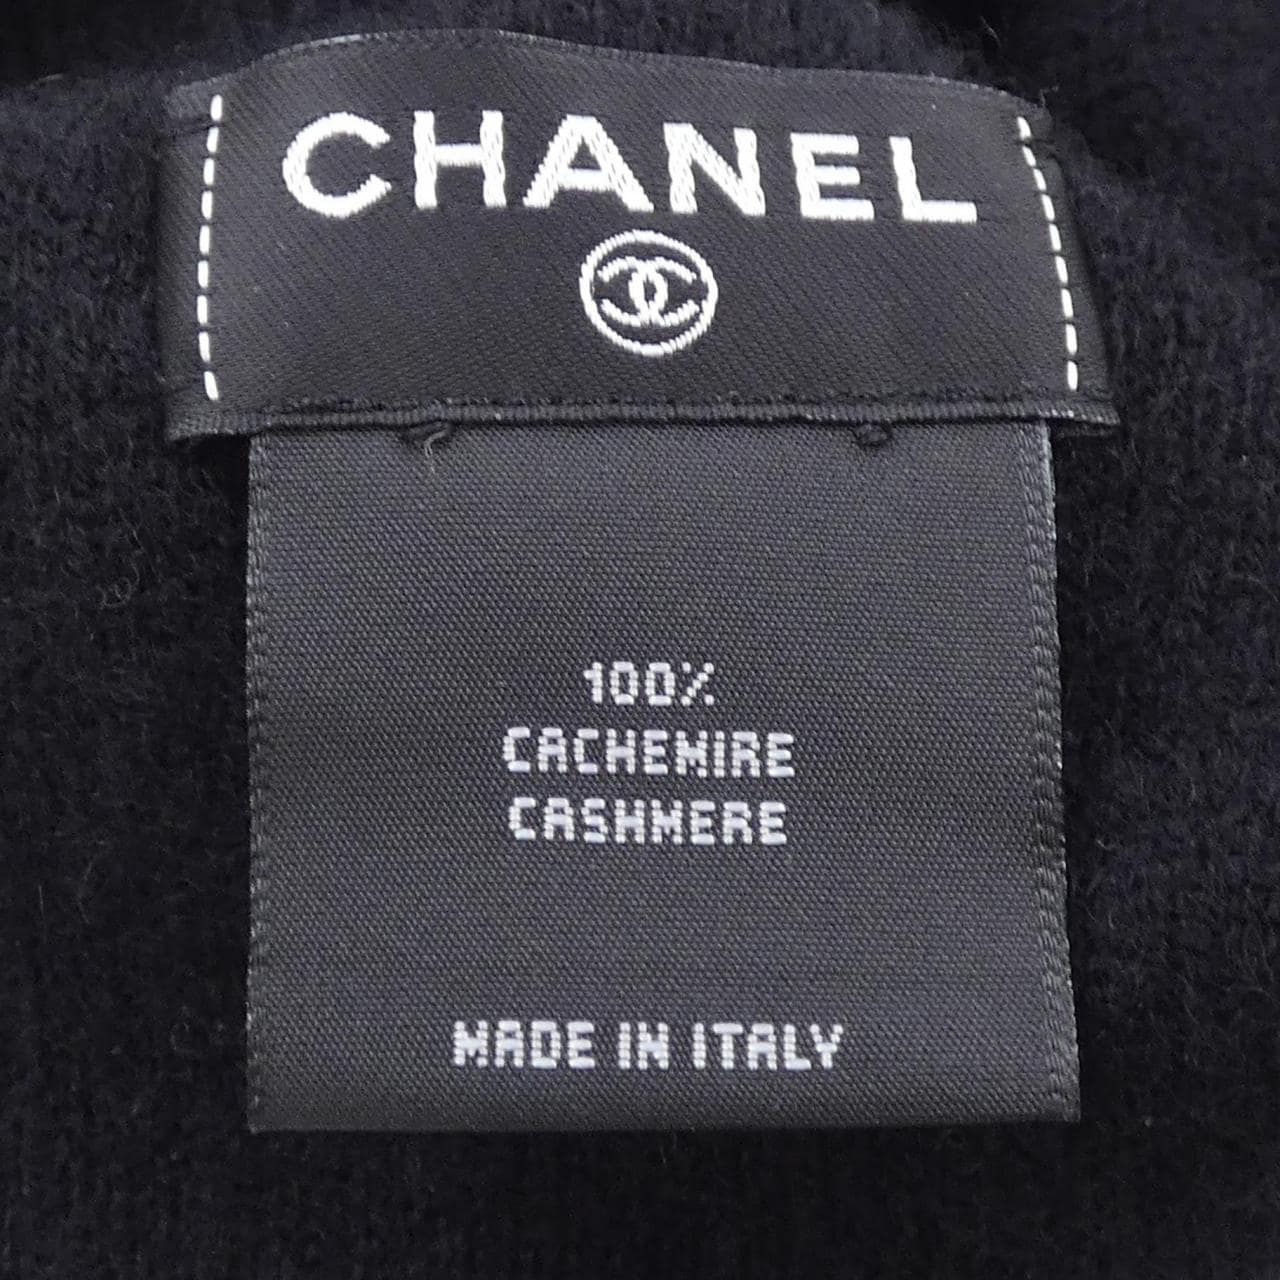 CHANEL
100%
CACHEMIRE
CASHMERE
MADE IN ITALY